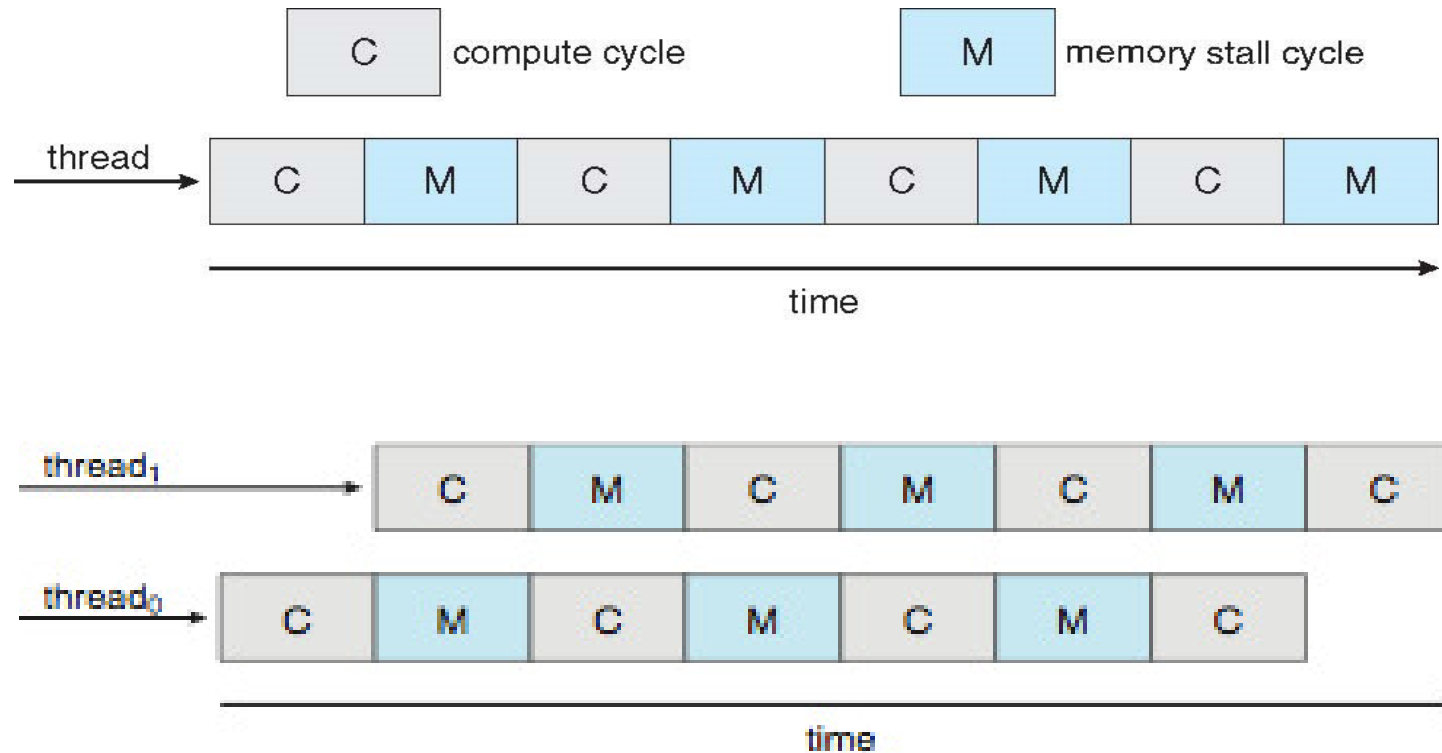 C compute cycle M memory stall cycle
thread
C M C M C M C M
time
thread₁
C M C M C M C
thread₀
C M C M C M C
time